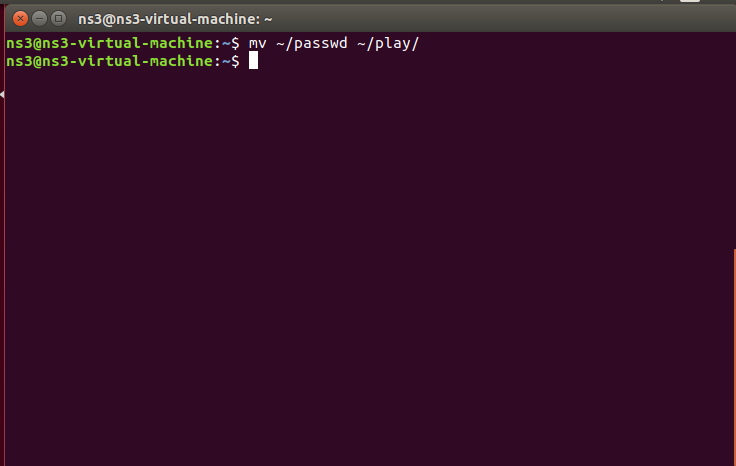 ns3@ns3-virtual-machine: ~
ns3@ns3-virtual-machine:~$ mv ~/passwd ~/play/
ns3@ns3-virtual-machine:~$